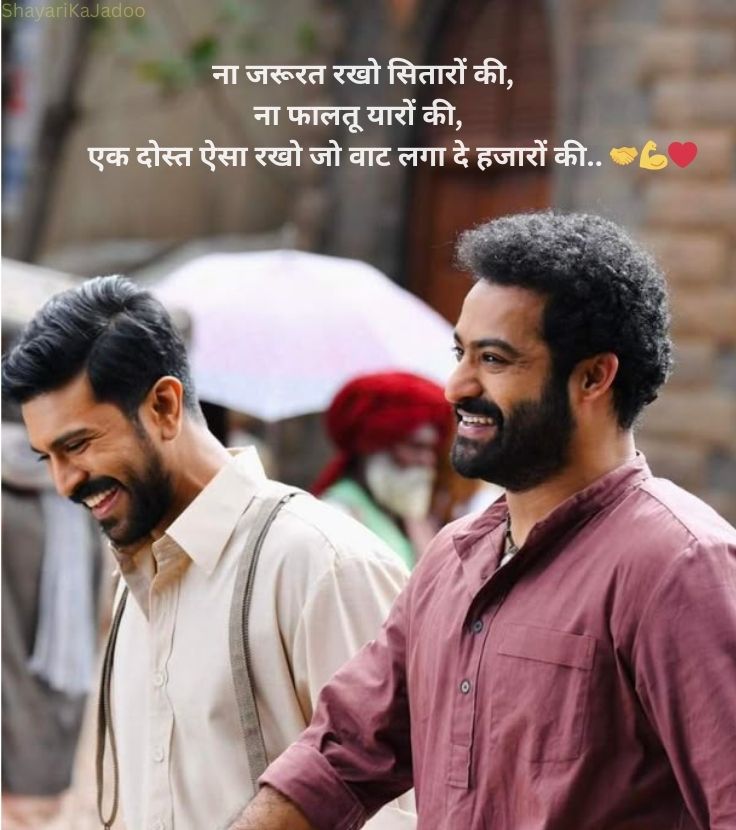 ShayariKaJadoo
ना जरूरत रखो सितारों की,
ना फालतू यारों की,
एक दोस्त ऐसा रखो जो वाट लगा दे हजारों की.. 🤝💪❤️